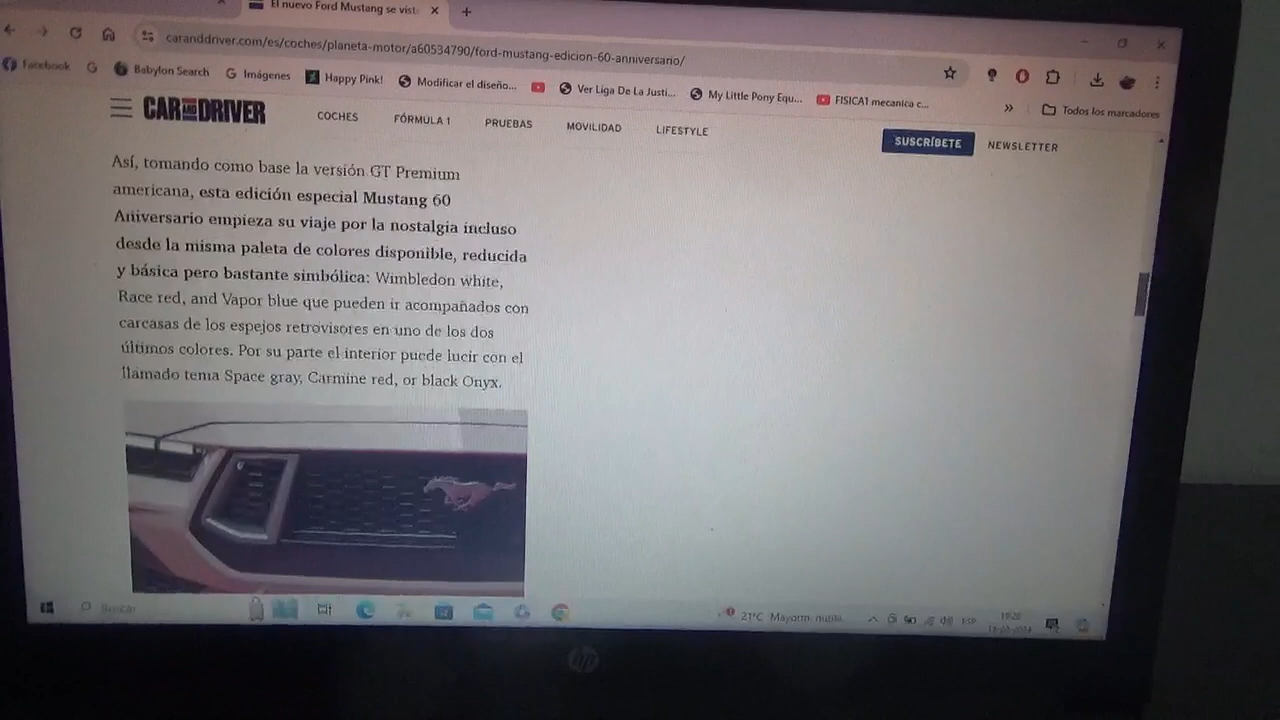 El nuevo Ford Mustang se vist
caranddriver.com/es/coches/planeta-motor/a60534790/ford-mustang-edicion-60-anniversario/
Facebook
Babylon Search
Imágenes
Happy Pink!
Modificar el diseño...
Ver Liga De La Justi...
My Little Pony Equ...
FISICA1 mecanica c...
»
Todos los marcadores
CAR AND DRIVER
COCHES
FÓRMULA 1
PRUEBAS
MOVILIDAD
LIFESTYLE
SUSCRÍBETE
NEWSLETTER
Así, tomando como base la versión GT Premium
americana, esta edición especial Mustang 60
Aniversario empieza su viaje por la nostalgia incluso
desde la misma paleta de colores disponible, reducida
y básica pero bastante simbólica: Wimbledon white,
Race red, and Vapor blue que pueden ir acompañados con
carcasas de los espejos retrovisores en uno de los dos
últimos colores. Por su parte el interior puede lucir con el
llamado tema Space gray, Carmine red, or black Onyx.
Buscar
21°C Mayorm. nubla...
ESP
hp